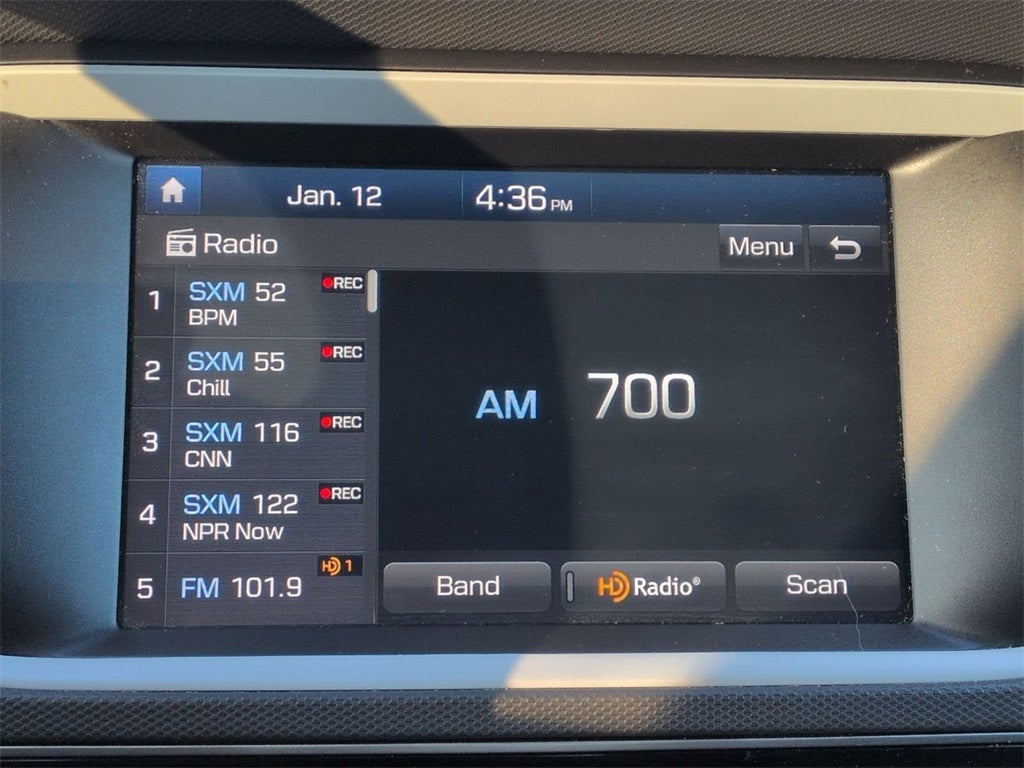 Jan. 12 4:36 PM
Radio Menu
1 SXM 52 REC
BPM
2 SXM 55 REC
Chill
3 SXM 116 REC
CNN
4 SXM 122 REC
NPR Now
5 FM 101.9 HD 1
AM 700
Band HD Radio® Scan